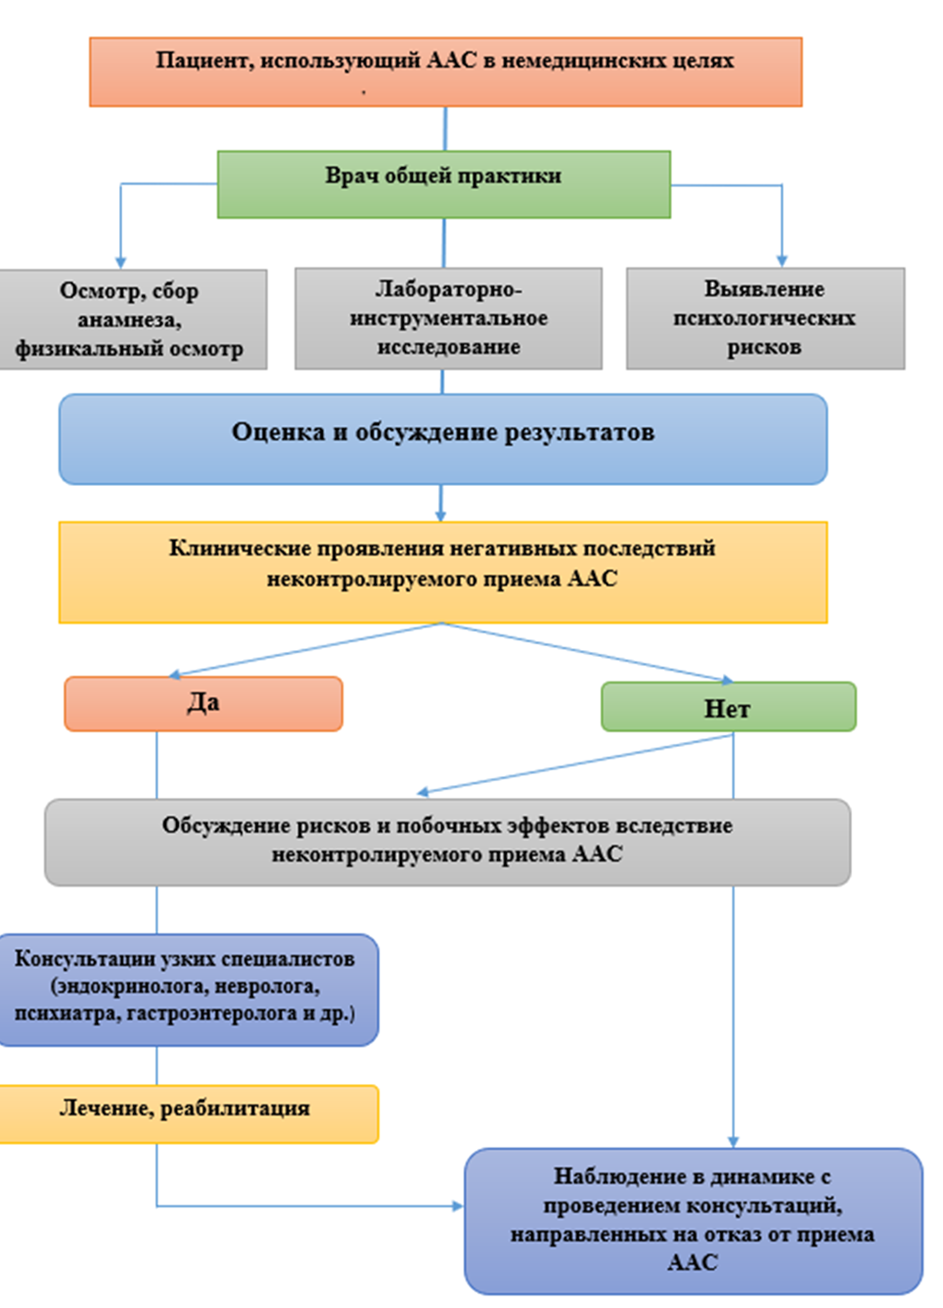 Пациент, использующий ААС в немедицинских целях
.
Врач общей практики
Осмотр, сбор
анамнеза,
физикальный осмотр
Лабораторно-
инструментальное
исследование
Выявление
психологических
рисков
Оценка и обсуждение результатов
Клинические проявления негативных последствий
неконтролируемого приема ААС
Да
Нет
Обсуждение рисков и побочных эффектов вследствие
неконтролируемого приема ААС
Консультации узких специалистов
(эндокринолога, невролога,
психиатра, гастроэнтеролога и др.)
Лечение, реабилитация
Наблюдение в динамике с
проведением консультаций,
направленных на отказ от приема
ААС